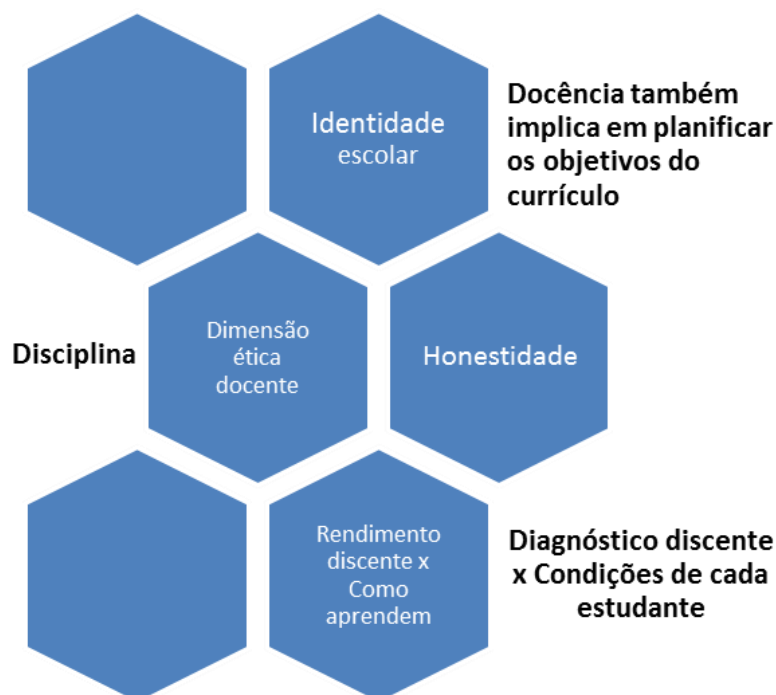 Identidade
escolar
Docência também
implica em planificar
os objetivos do
currículo
Disciplina
Dimensão
ética
docente
Honestidade
Rendimento
discente x
Como
aprendem
Diagnóstico discente
x Condições de cada
estudante